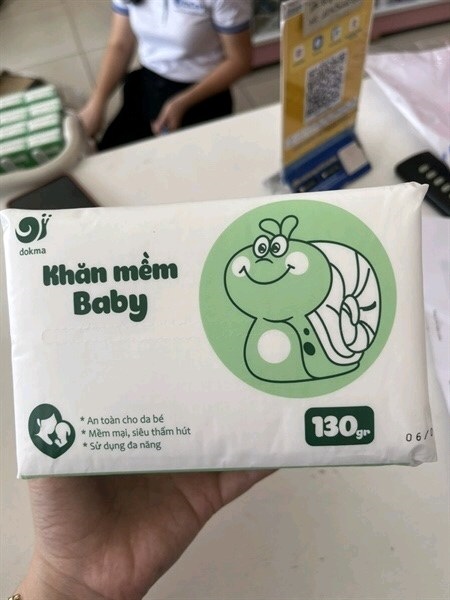 dokma
Khăn mềm
Baby
* An toàn cho da bé
* Mềm mại, siêu thấm hút
* Sử dụng đa năng
130gr
06/